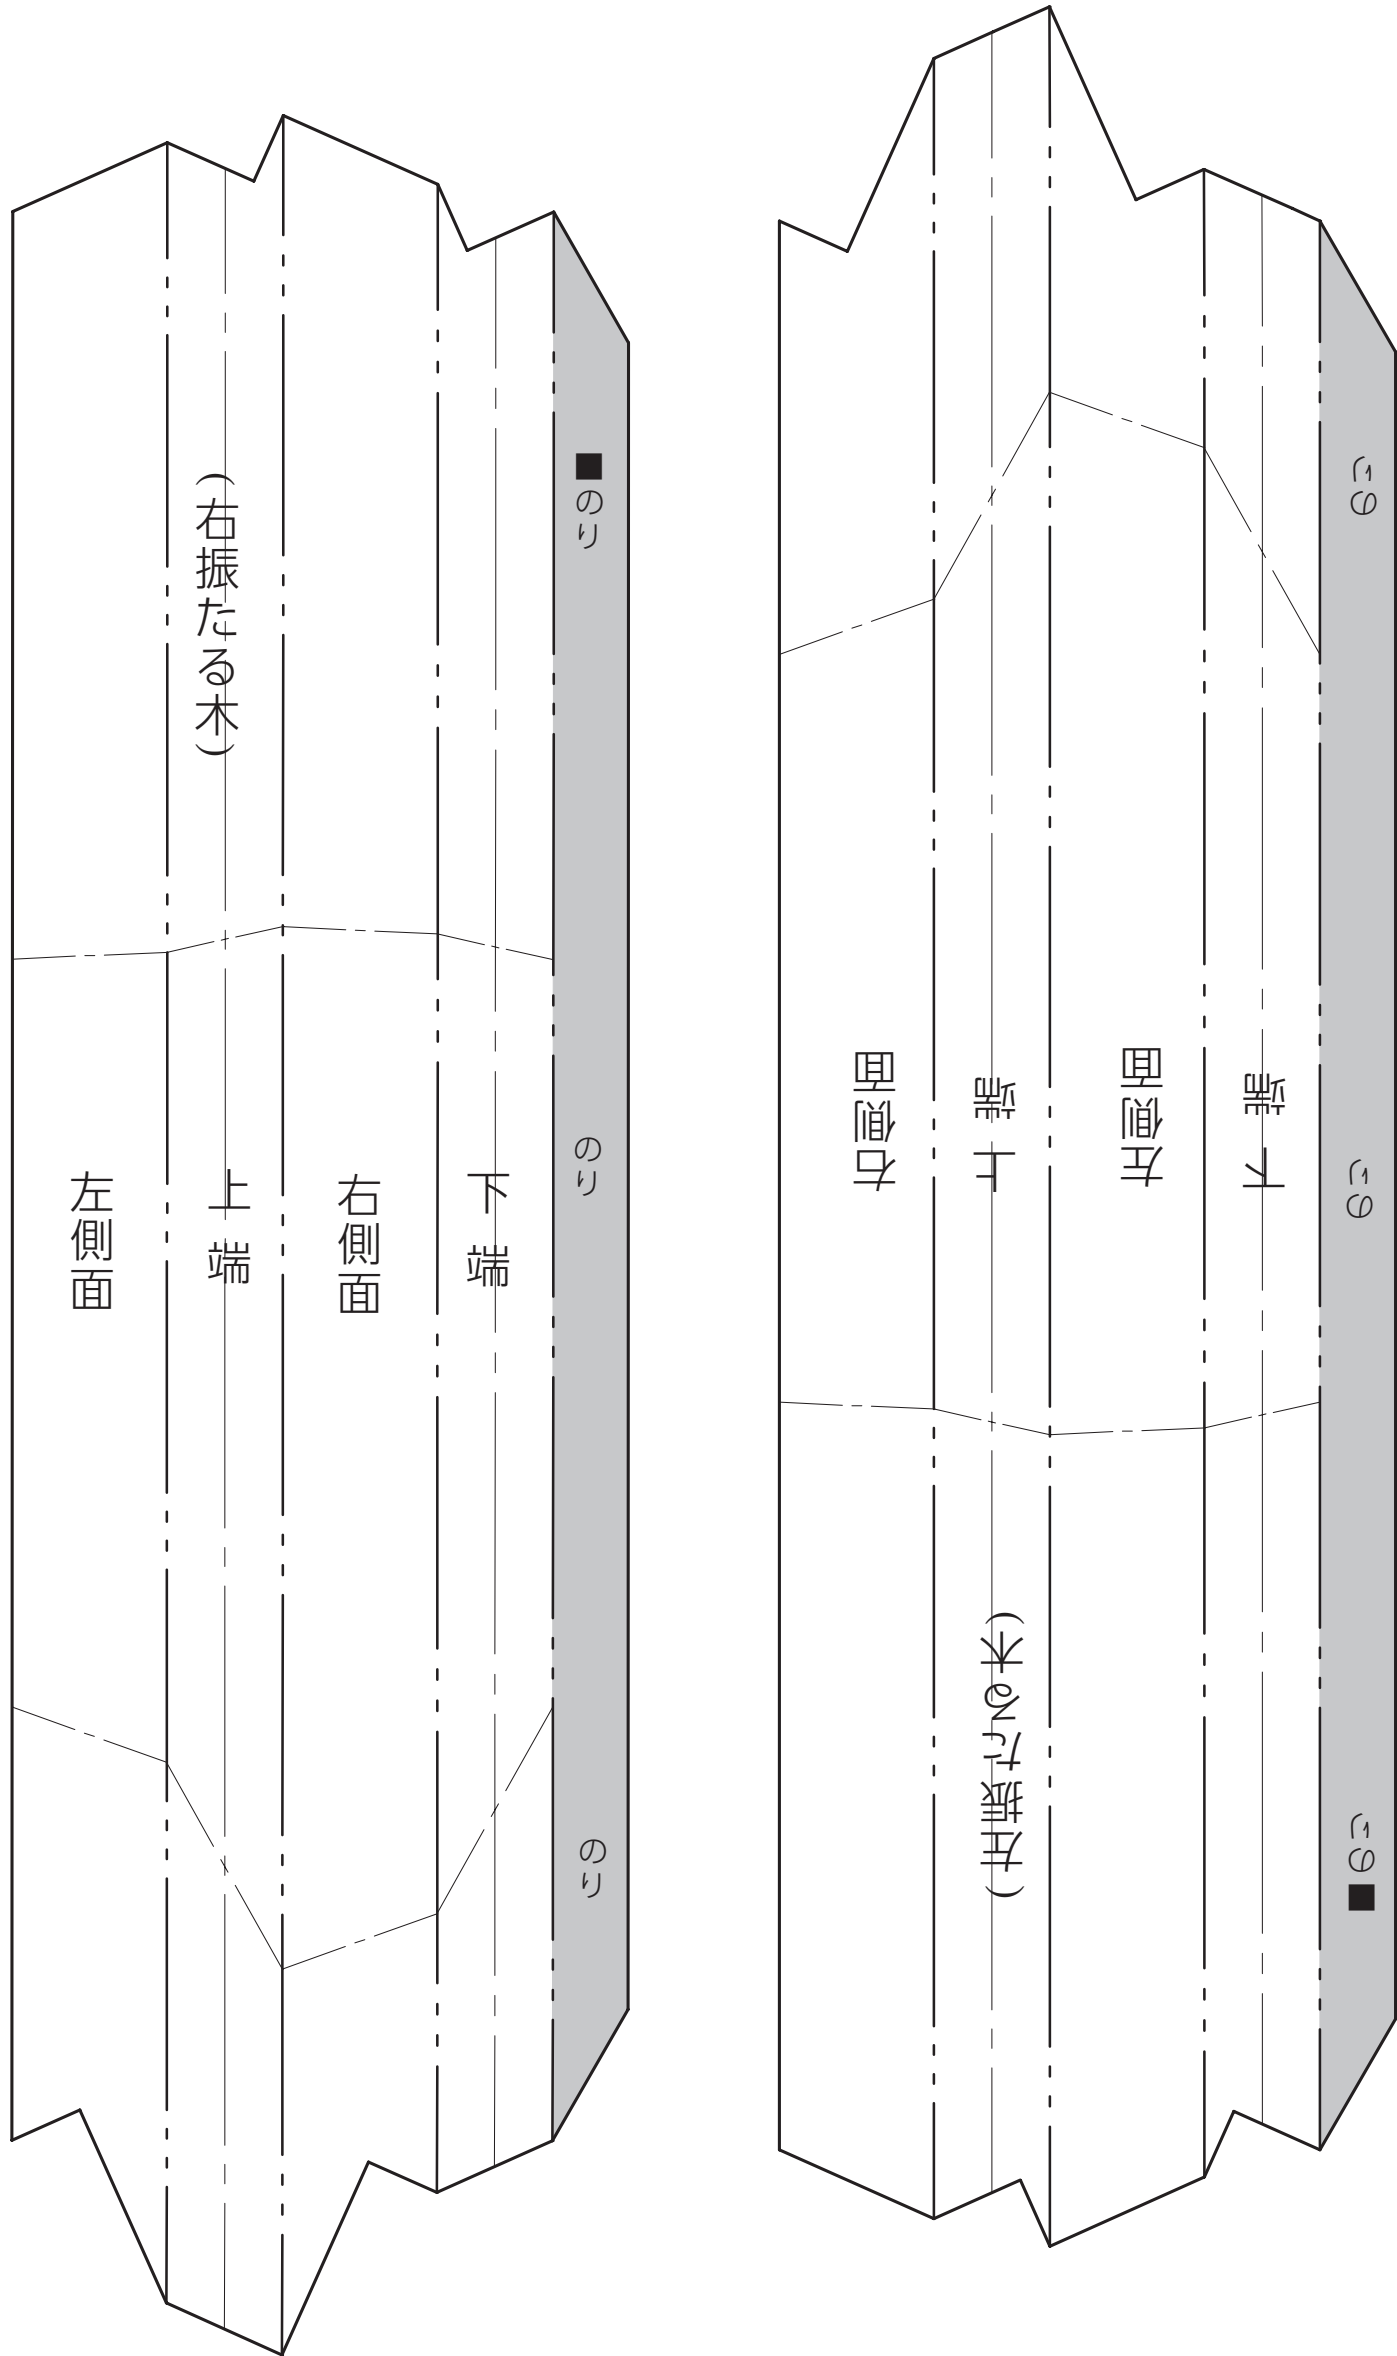 (右振たる木)
左側面
上端
右側面
下端
■のり
のり
のり
(左振たる木)
右側面
上端
左側面
下端
■のり
のり
のり